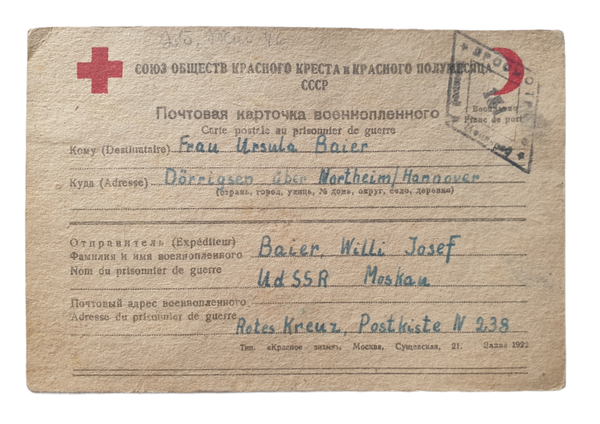 СОЮЗ ОБЩЕСТВ КРАСНОГО КРЕСТА и КРАСНОГО ПОЛУМЕСЯЦА
СССР
Почтовая карточка военнопленного
Carte postale au prisonnier de guerre
Franc de port
Кому (Destinataire) Frau Ursula Baier
Куда (Adresse) Dörrigsen über Northeim/Hannover
(страна, город, улица, № дома, округ, село, деревня)
Отправитель (Expéditeur)
Фамилия и имя военнопленного
Nom du prisonnier de guerre
Baier, Willi Josef
UdSSR Moskau
Почтовый адрес военнопленного
Adresse du prisonnier de guerre
Rotes Kreuz, Postkiste N 238
Тип. «Красное знамя», Москва, Сущевская, 21.